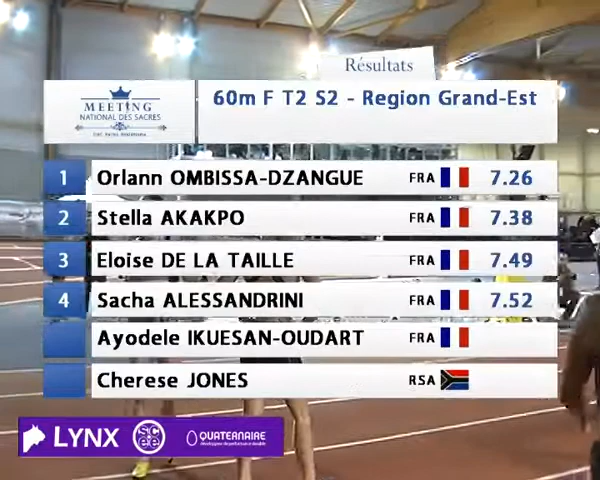 Résultats
MEETING
NATIONAL DES SACRES
60m F T2 S2 - Region Grand-Est
1 Orlann OMBISSA-DZANGUE FRA 7.26
2 Stella AKAKPO FRA 7.38
3 Eloise DE LA TAILLE FRA 7.49
4 Sacha ALESSANDRINI FRA 7.52
Ayodele IKUESAN-OUDART FRA
Cherese JONES RSA
LYNX QUATERNAIRE